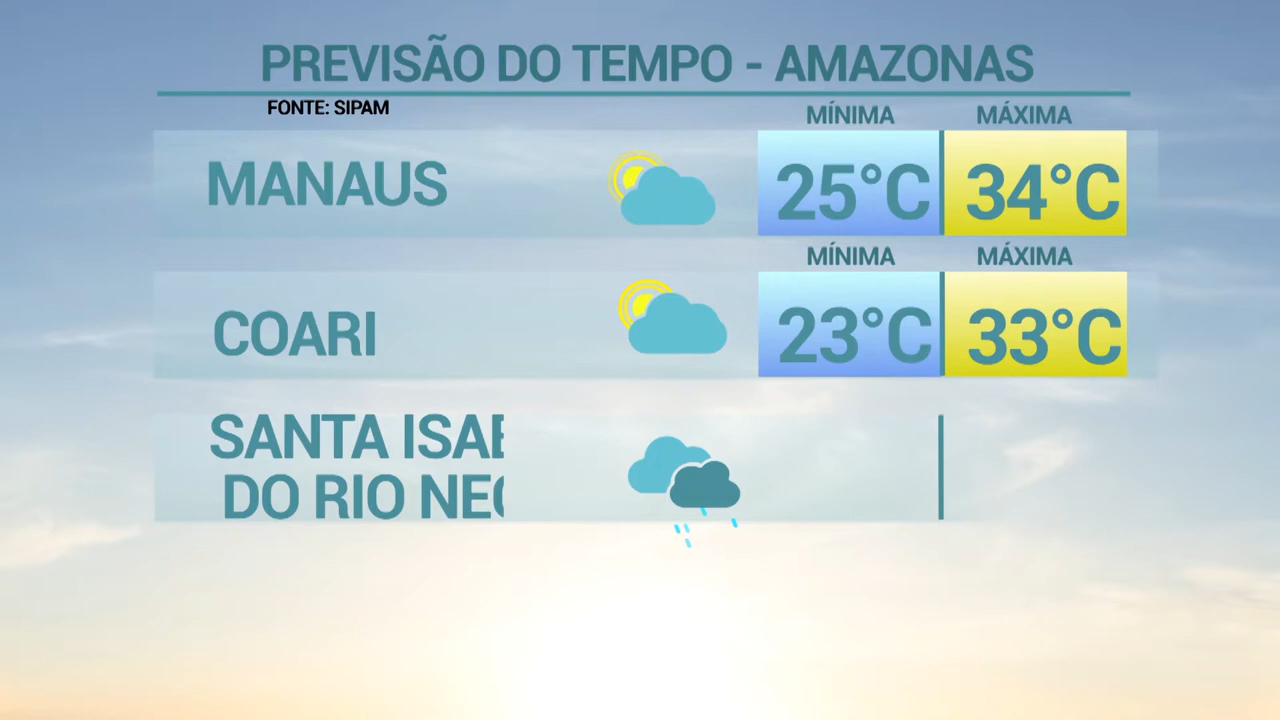 PREVISÃO DO TEMPO - AMAZONAS
FONTE: SIPAM
MÍNIMA MÁXIMA
MANAUS 25°C 34°C
MÍNIMA MÁXIMA
COARI 23°C 33°C
SANTA ISAB
DO RIO NEG